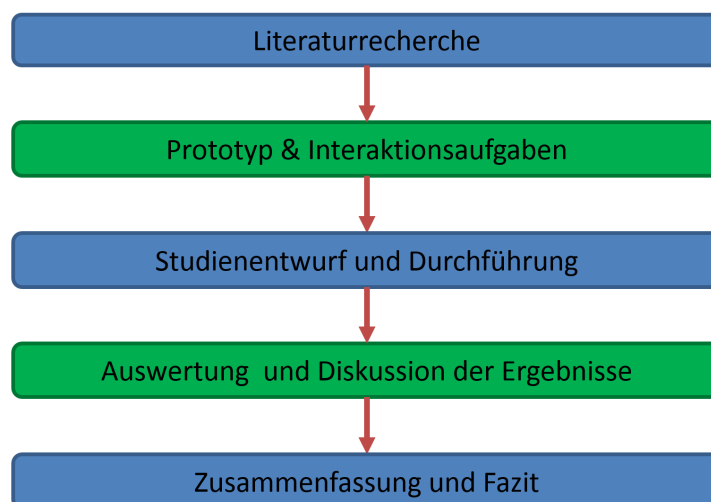 Literaturrecherche
Prototyp & Interaktionsaufgaben
Studienentwurf und Durchführung
Auswertung  und Diskussion der Ergebnisse
Zusammenfassung und Fazit